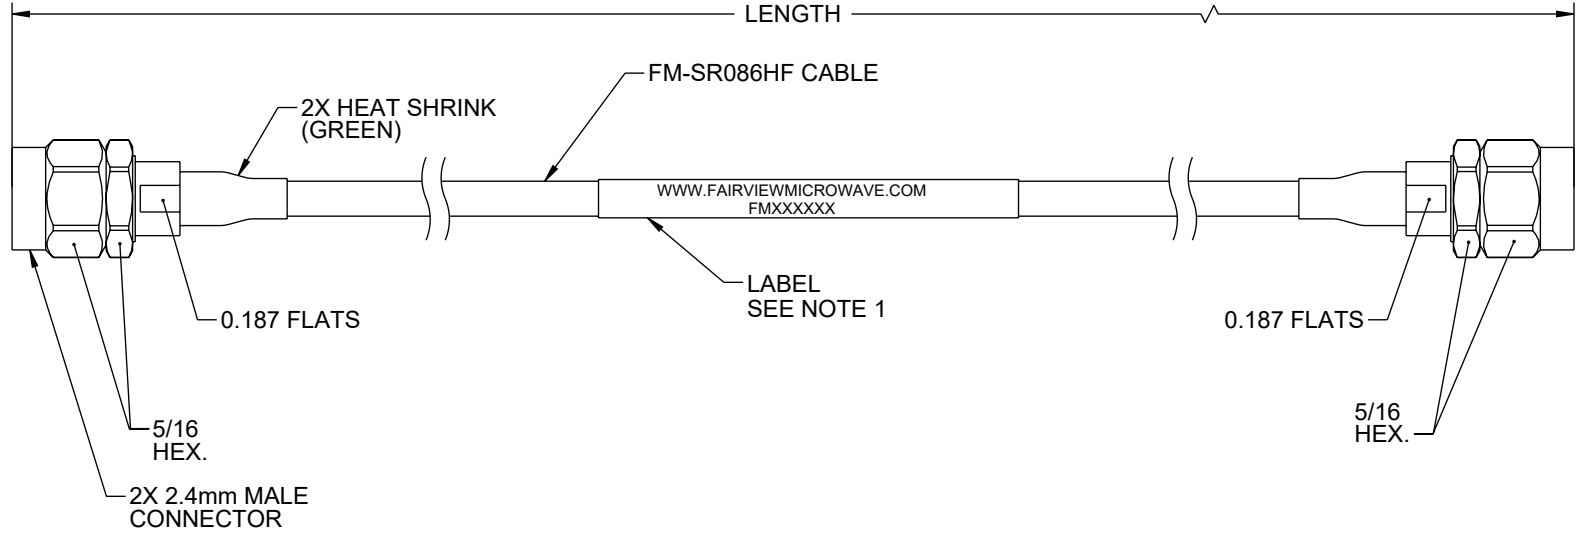 LENGTH
FM-SR086HF CABLE
2X HEAT SHRINK
(GREEN)
WWW.FAIRVIEWMICROWAVE.COM
FMXXXXXX
LABEL
SEE NOTE 1
0.187 FLATS
0.187 FLATS
5/16
HEX.
5/16
HEX.
2X 2.4mm MALE
CONNECTOR